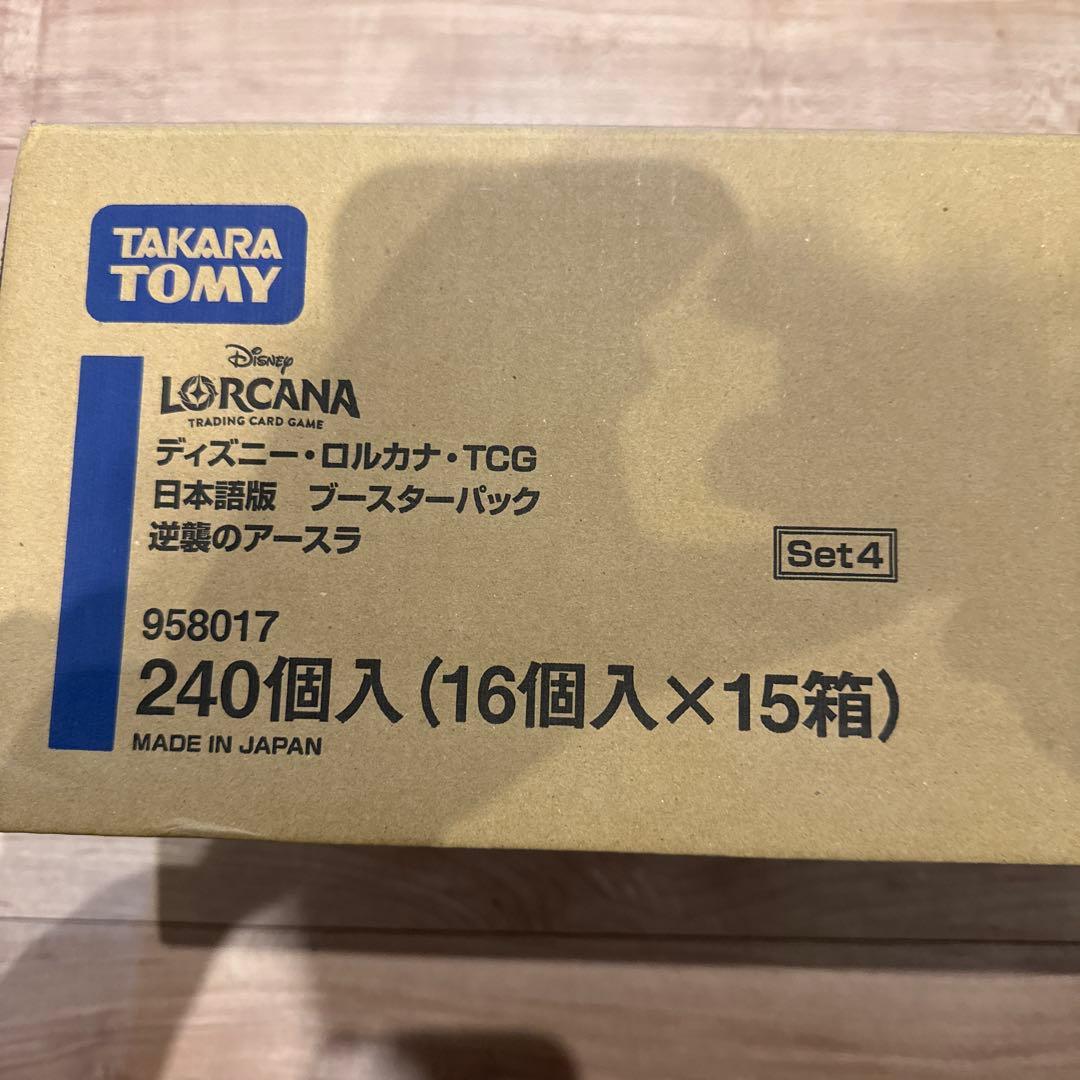 TAKARA
TOMY
Disney
LORCANA
TRADING CARD GAME
ディズニー・ロルカナ・TCG
日本語版 ブースターパック
逆襲のアースラ
Set4
958017
240個入(16個入×15箱)
MADE IN JAPAN